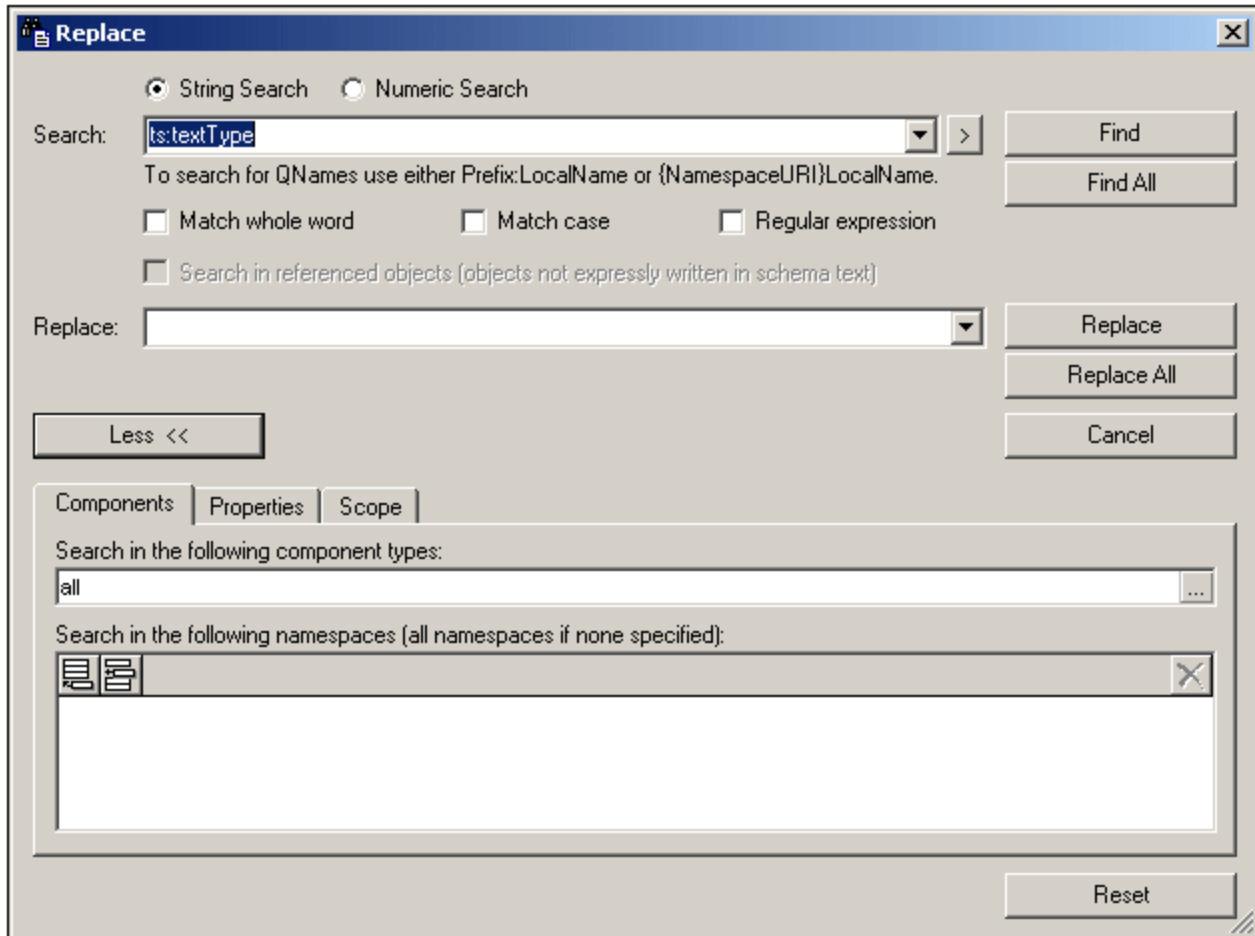 Replace
String Search Numeric Search
Search: ts:textType > Find
To search for QNames use either Prefix:LocalName or {NamespaceURI}LocalName.
Find All
Match whole word Match case Regular expression
Search in referenced objects (objects not expressly written in schema text)
Replace: Replace
Replace All
Less << Cancel
Components Properties Scope
Search in the following component types:
all ...
Search in the following namespaces (all namespaces if none specified):
Reset